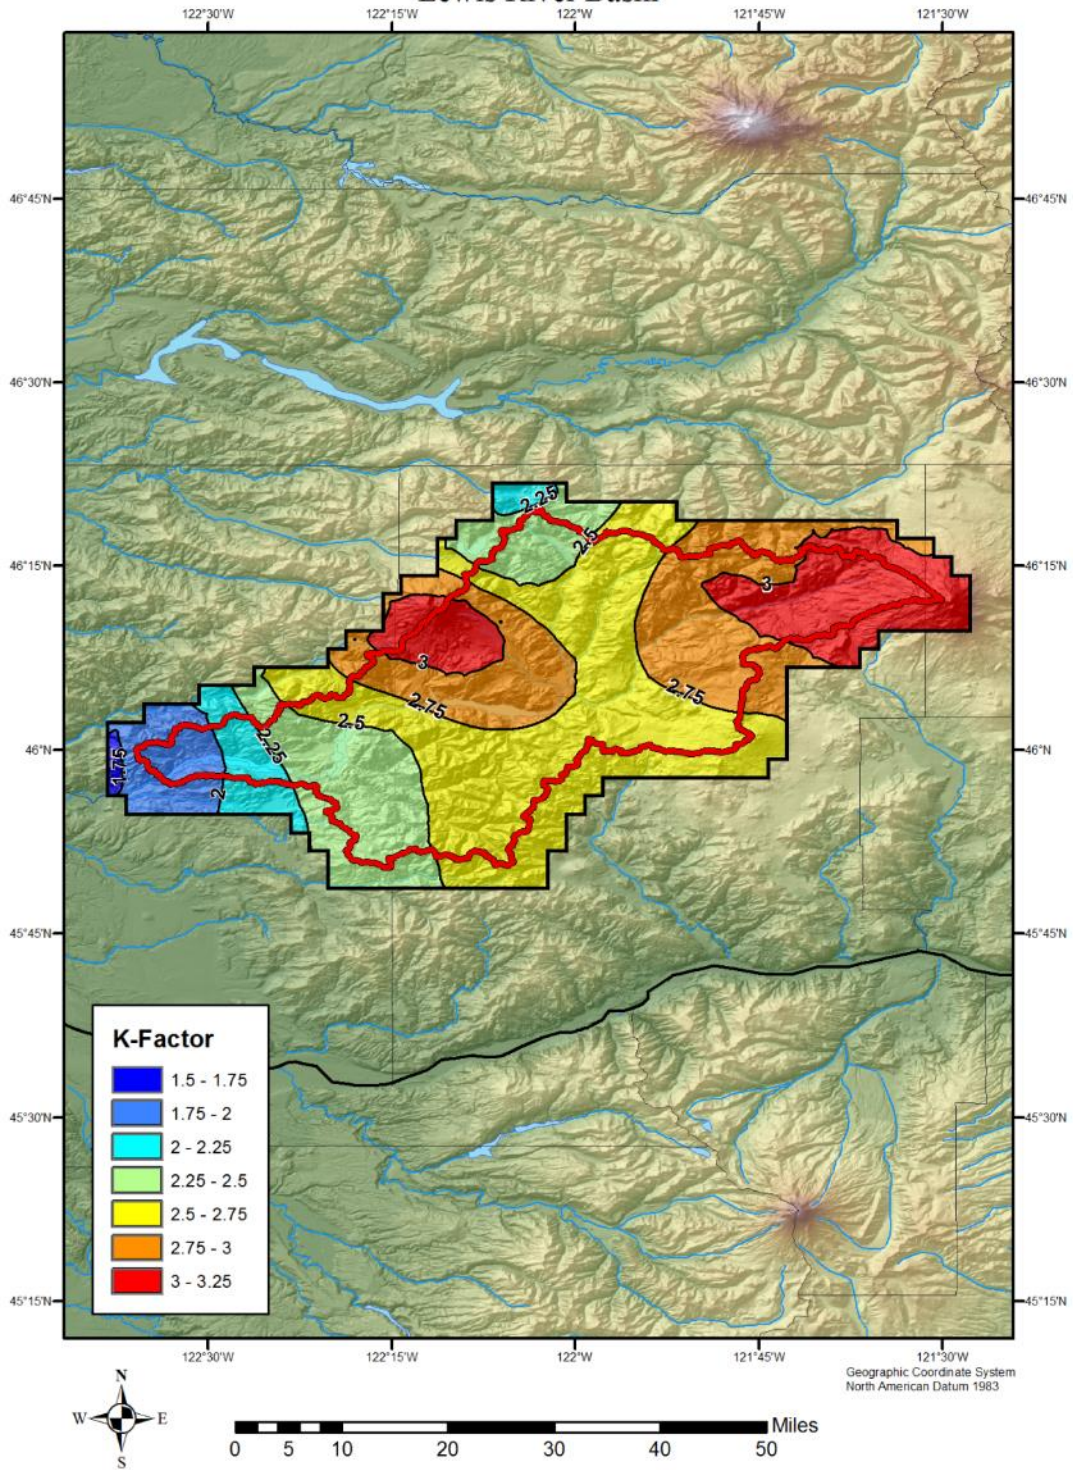 Lewis River Basin
122°30'W 122°15'W 122°W 121°45'W 121°30'W
46°45'N 46°45'N
46°30'N 46°30'N
2.25
2.5
46°15'N 46°15'N
3
3
2.75
2.75
2.5
2.25
46°N 46°N
1.75
2
45°45'N 45°45'N
K-Factor
1.5 - 1.75
1.75 - 2
2 - 2.25
2.25 - 2.5
2.5 - 2.75
2.75 - 3
3 - 3.25
45°30'N 45°30'N
45°15'N 45°15'N
122°30'W 122°15'W 122°W 121°45'W 121°30'W
Geographic Coordinate System
North American Datum 1983
N
W E
S
Miles
0 5 10 20 30 40 50